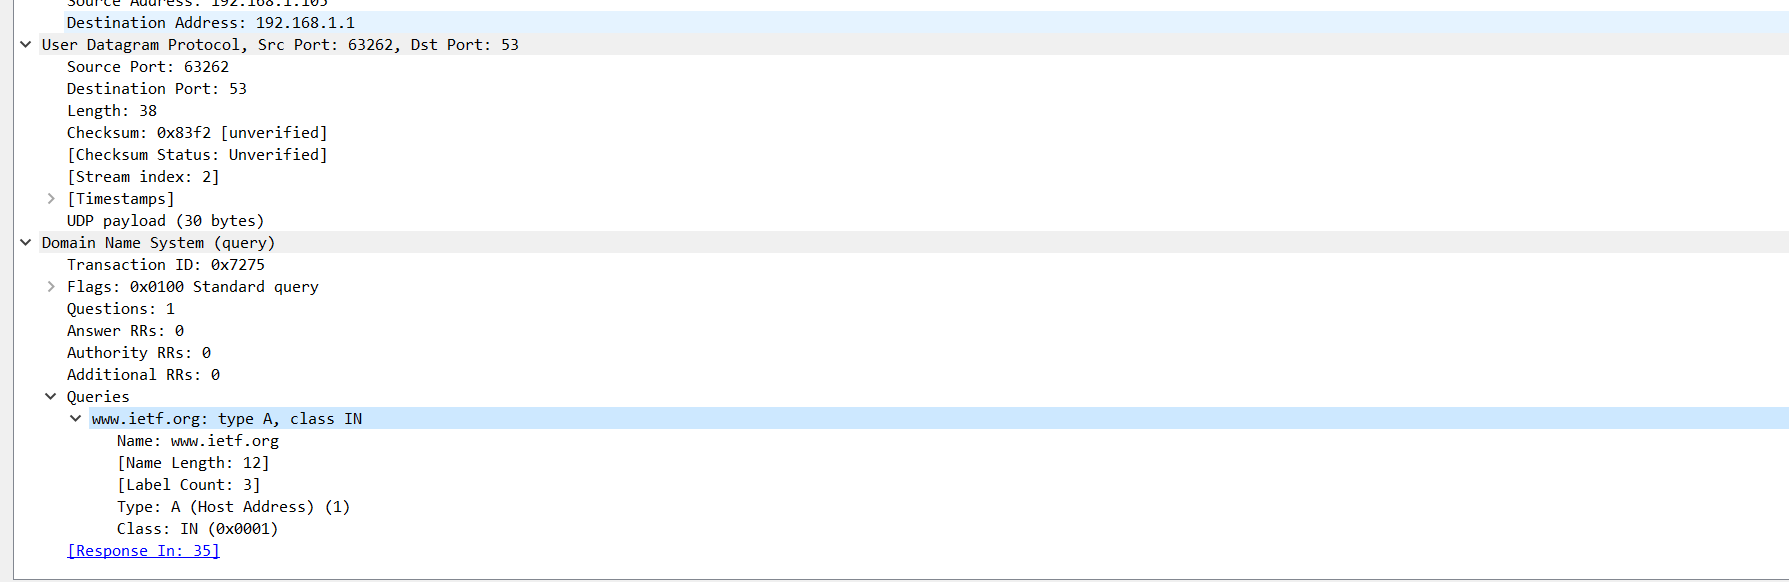 Source Address: 192.168.1.105
Destination Address: 192.168.1.1
User Datagram Protocol, Src Port: 63262, Dst Port: 53
Source Port: 63262
Destination Port: 53
Length: 38
Checksum: 0x83f2 [unverified]
[Checksum Status: Unverified]
[Stream index: 2]
[Timestamps]
UDP payload (30 bytes)
Domain Name System (query)
Transaction ID: 0x7275
Flags: 0x0100 Standard query
Questions: 1
Answer RRs: 0
Authority RRs: 0
Additional RRs: 0
Queries
www.ietf.org: type A, class IN
Name: www.ietf.org
[Name Length: 12]
[Label Count: 3]
Type: A (Host Address) (1)
Class: IN (0x0001)
[Response In: 35]